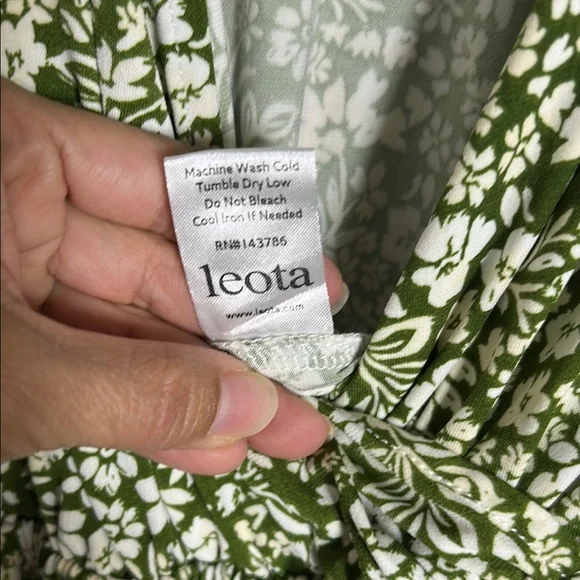 Machine Wash Cold
Tumble Dry Low
Do Not Bleach
Cool Iron If Needed
RN#143786
leota
www.leota.com